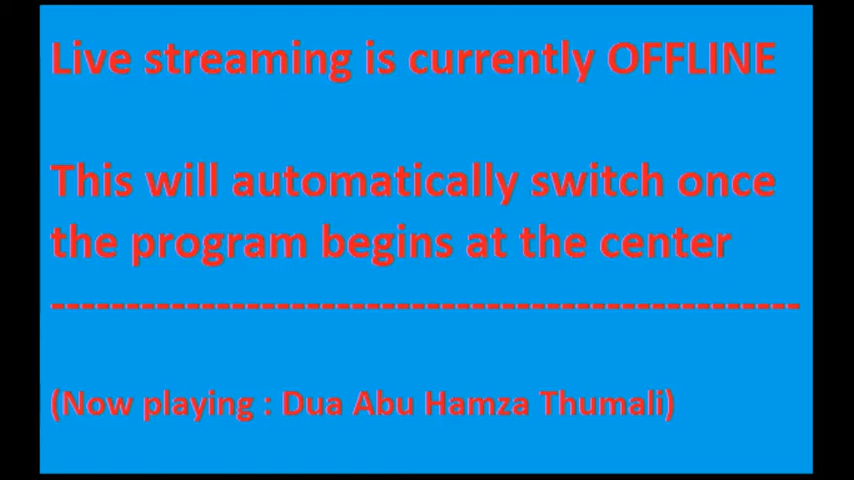 Live streaming is currently OFFLINE
This will automatically switch once
the program begins at the center
--------------------------------------------------
(Now playing : Dua Abu Hamza Thumali)